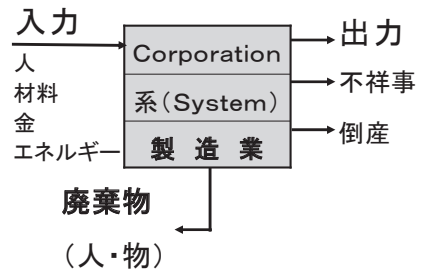 入力
人
材料
金
エネルギー
Corporation
系(System)
製造業
出力
不祥事
倒産
廃棄物
(人・物)